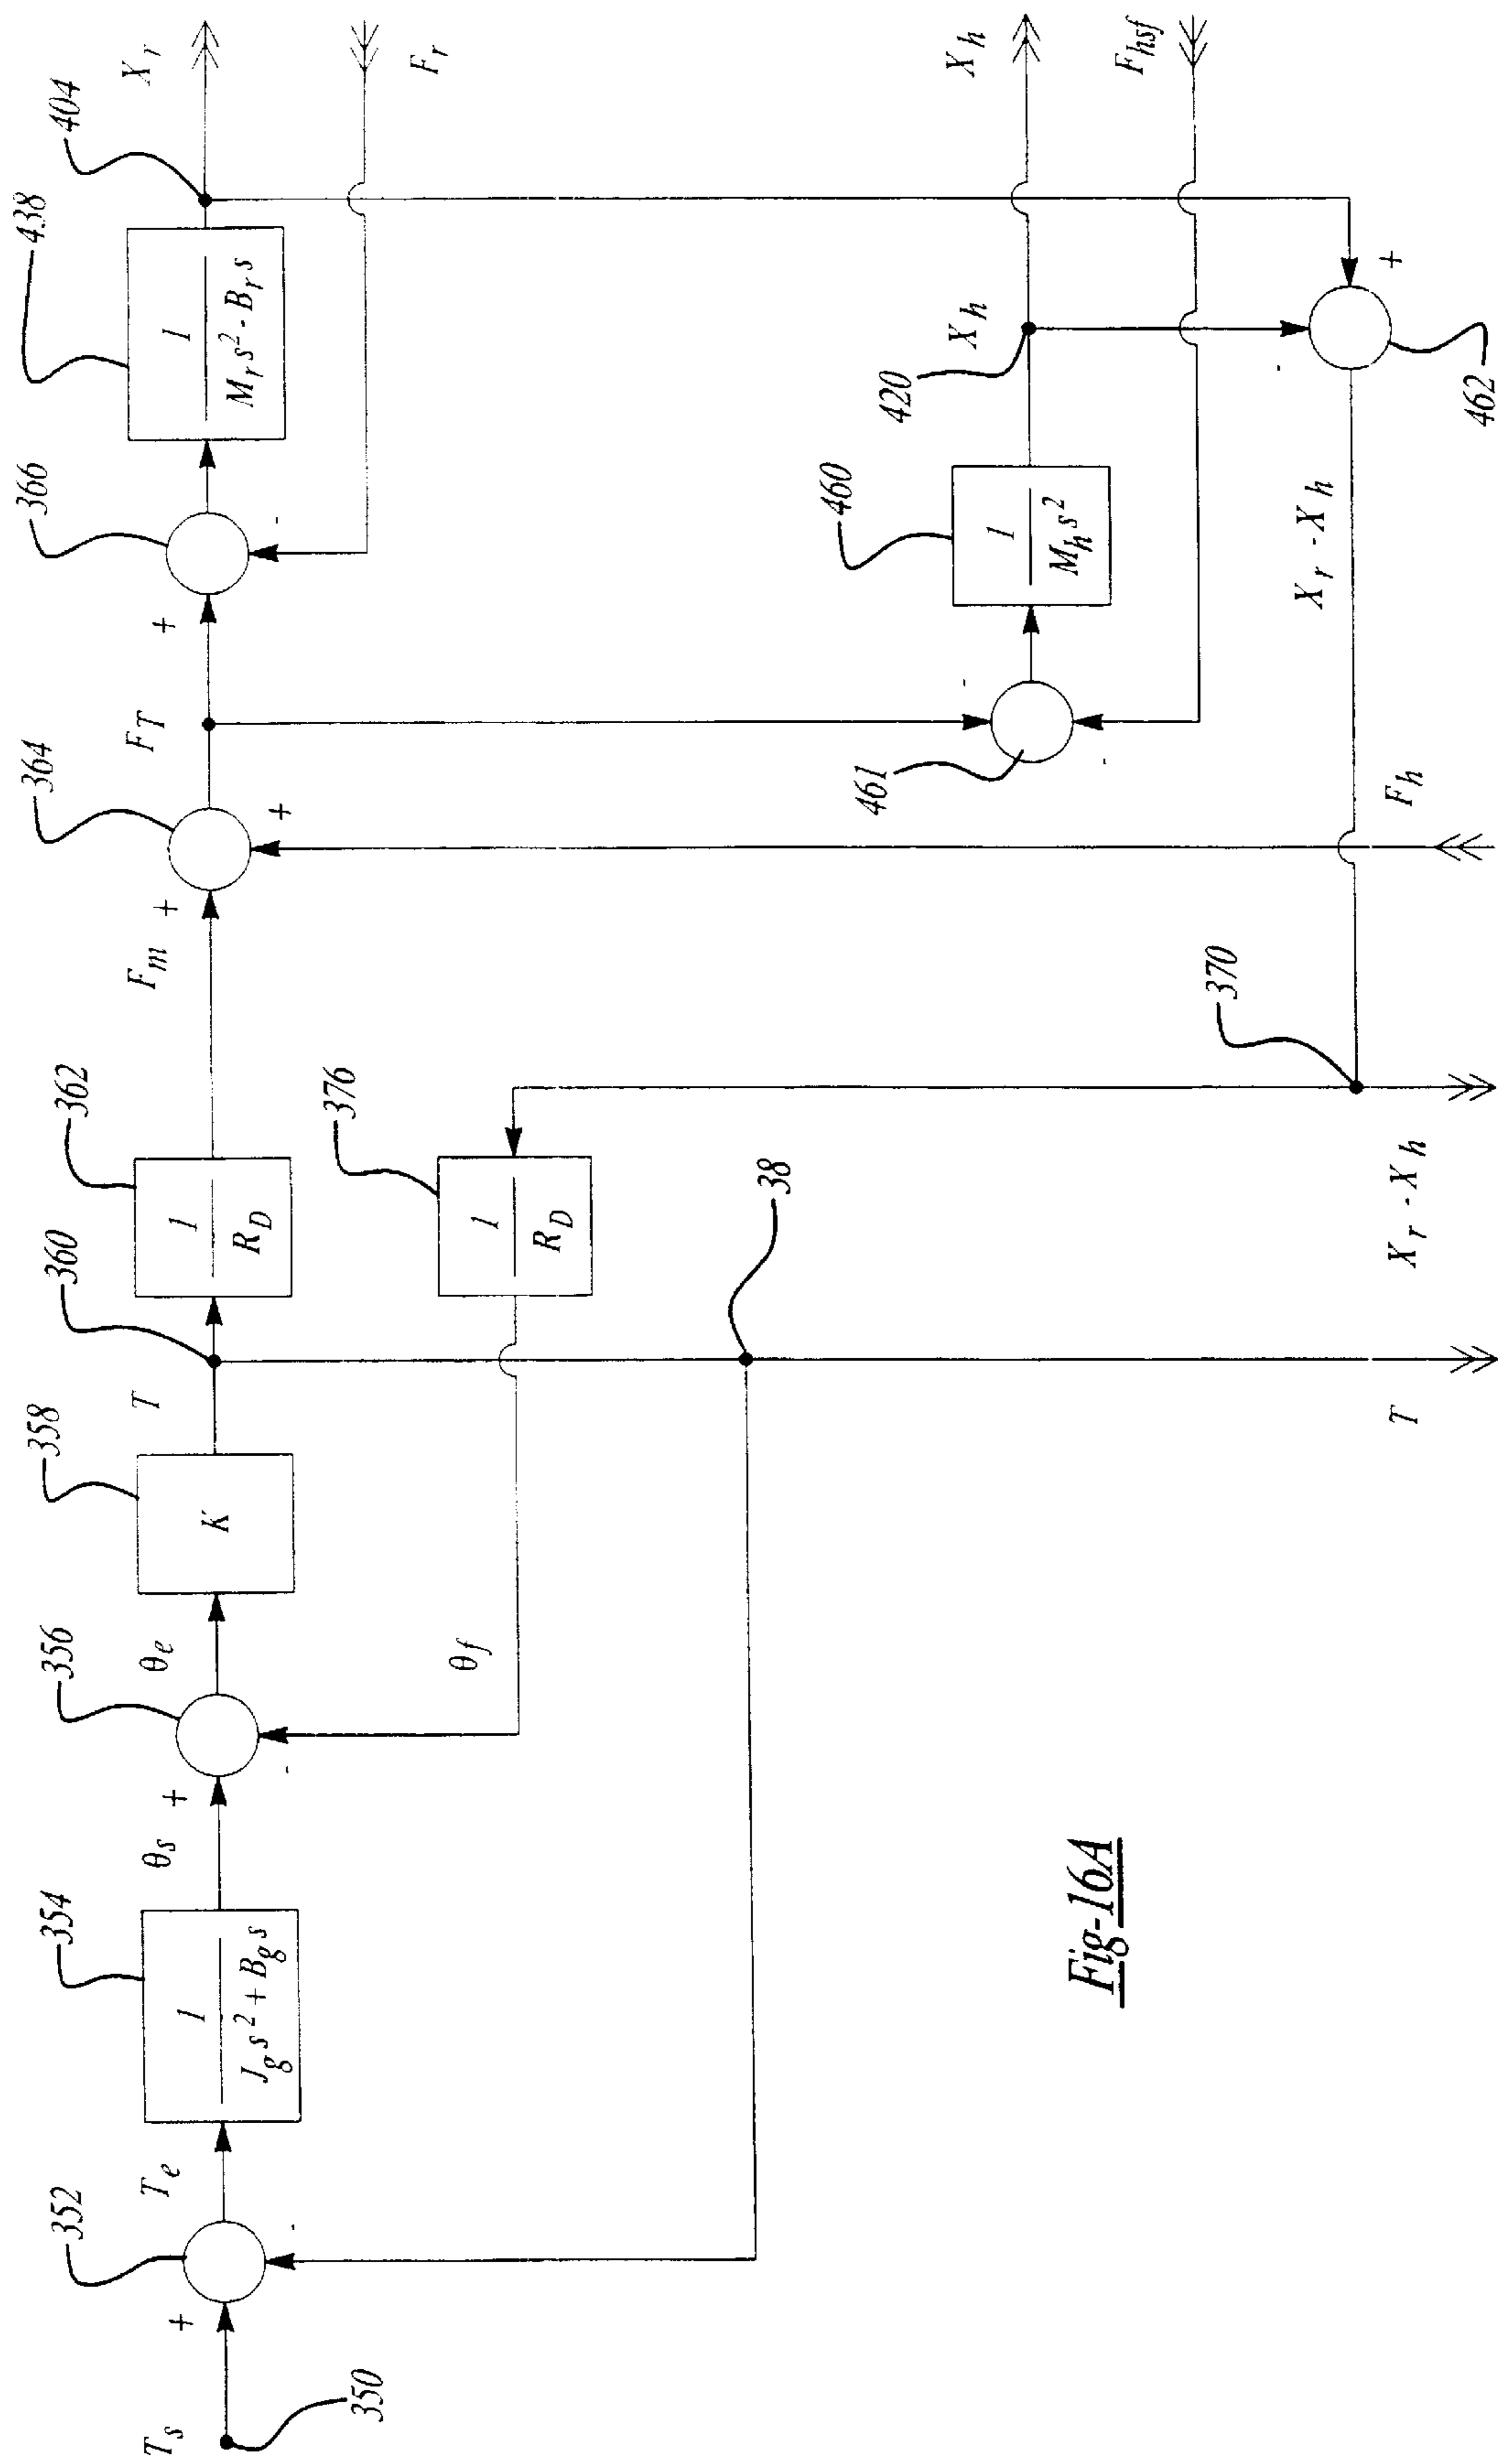 T_s
350
+
352
-
T_e
354
1
J_g s^2 + B_g s
θ_s
+
356
-
θ_e
358
K
T
360
362
1
R_D
F_m
+
364
+
F_T
+
366
-
438
1
M_r s^2 - B_r s
404
X_r
F_r
θ_f
376
1
R_D
38
461
-
-
460
1
M_h s^2
420
X_h
X_h
F_hsf
T
X_r - X_h
370
F_h
X_r - X_h
-
+
462
Fig-16A